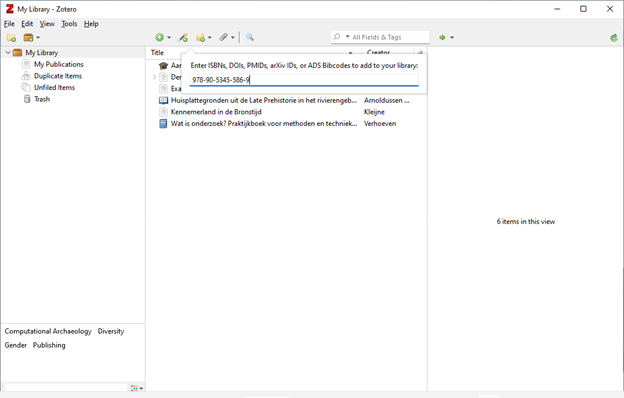 My Library - Zotero
File Edit View Tools Help
All Fields & Tags
My Library
My Publications
Duplicate Items
Unfiled Items
Trash
Title Creator
Enter ISBNs, DOIs, PMIDs, arXiv IDs, or ADS Bibcodes to add to your library:
978-90-5345-586-9
Aar
Der
Exa
Huisplattegronden uit de Late Prehistorie in het rivierengeb... Arnoldussen ...
Kennemerland in de Bronstijd Kleijne
Wat is onderzoek? Praktijkboek voor methoden en techniek... Verhoeven
6 items in this view
Computational Archaeology Diversity
Gender Publishing